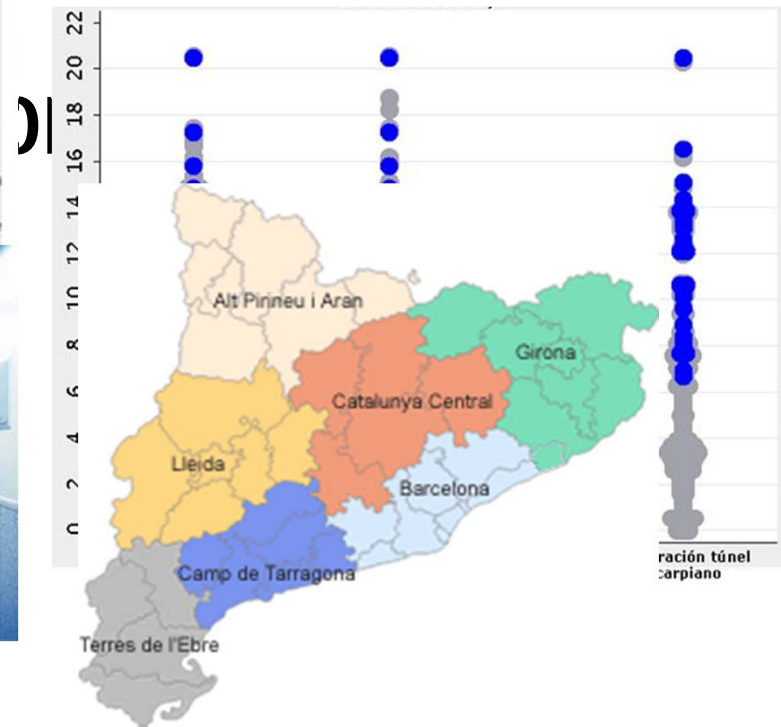 22
20
18
16
14
12
10
8
6
4
2
0
Alt Pirineu i Aran
Girona
Catalunya Central
Lleida
Barcelona
Camp de Tarragona
Terres de l'Ebre
ración túnel
carpiano